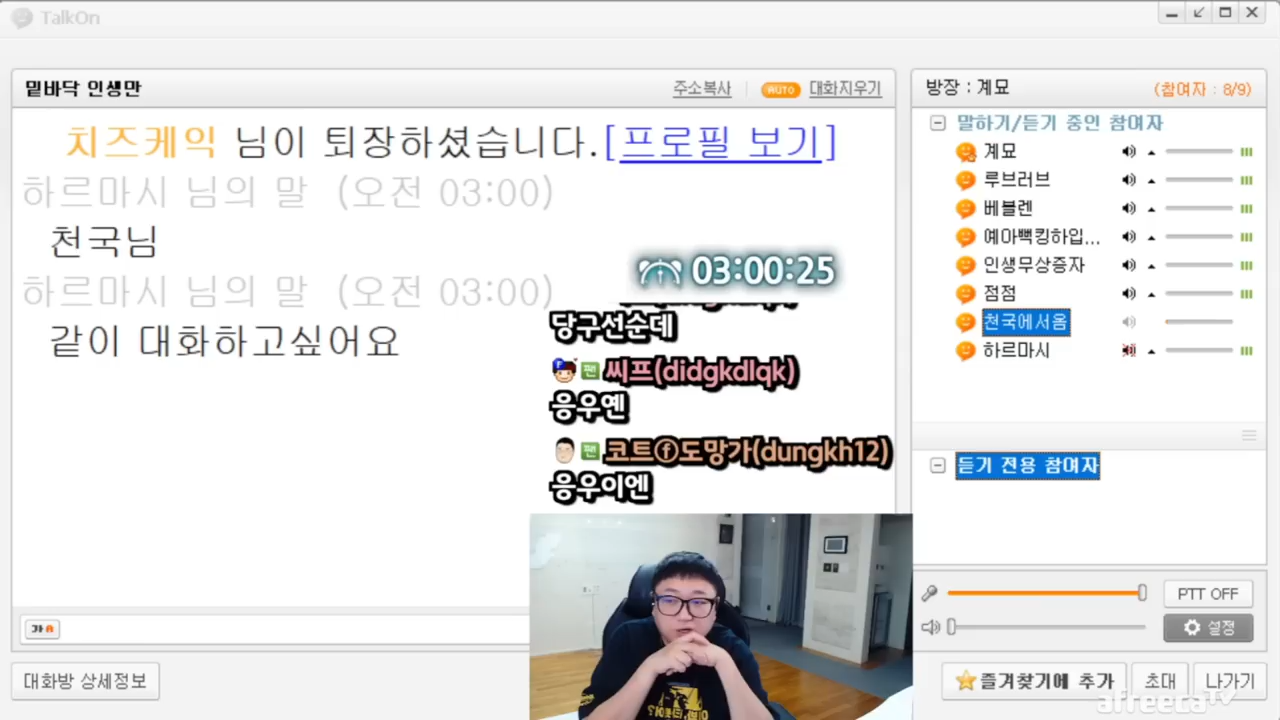 TalkOn
밑바닥 인생만
주소복사
AUTO
대화지우기
치즈케익 님이 퇴장하셨습니다.[프로필 보기]
하르마시 님의 말 (오전 03:00)
천국님
하르마시 님의 말 (오전 03:00)
같이 대화하고싶어요
03:00:25
당구선순데
팬 씨프(didgkdlqk)
응우옌
팬 코트ⓕ도망가(dungkh12)
응우이엔
가
대화방 상세정보
방장 : 계묘
(참여자 : 8/9)
말하기/듣기 중인 참여자
계묘
루브러브
베블렌
예아빽킹하입...
인생무상증자
점점
천국에서옴
하르마시
듣기 전용 참여자
PTT OFF
설정
즐겨찾기에 추가
초대
나가기
afreecaTV